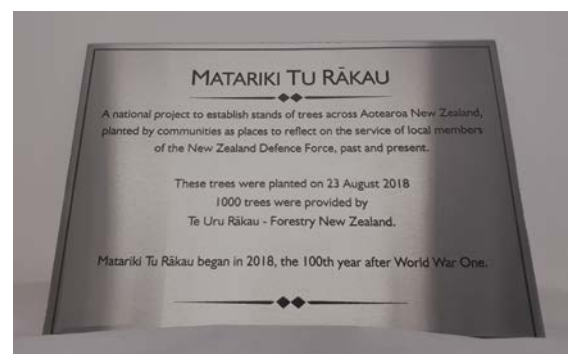 MATARIKI TU RĀKAU
A national project to establish stands of trees across Aotearoa New Zealand,
planted by communities as places to reflect on the service of local members
of the New Zealand Defence Force, past and present.
These trees were planted on 23 August 2018
1000 trees were provided by
Te Uru Rākau - Forestry New Zealand.
Matariki Tu Rākau began in 2018, the 100th year after World War One.